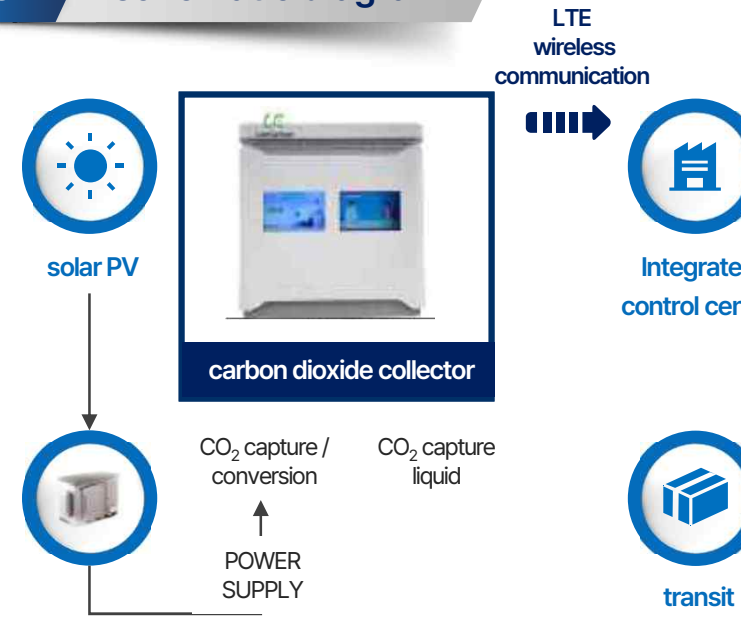 LTE
wireless
communication
solar PV
Integrate
control cen
carbon dioxide collector
CO₂ capture /
conversion
CO₂ capture
liquid
POWER
SUPPLY
transit